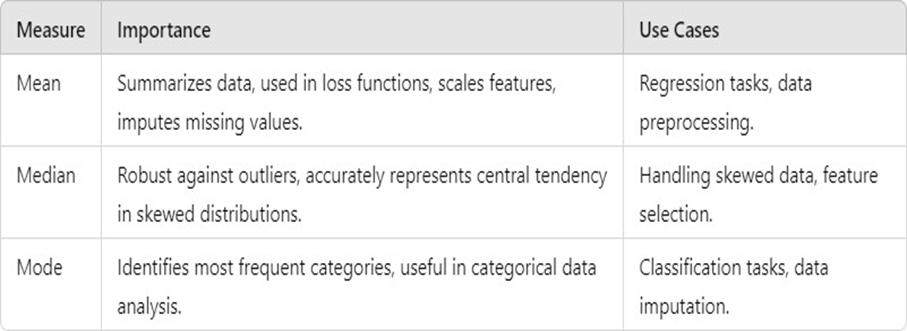 Measure Importance Use Cases
Mean Summarizes data, used in loss functions, scales features, Regression tasks, data
imputes missing values. preprocessing.
Median Robust against outliers, accurately represents central tendency Handling skewed data, feature
in skewed distributions. selection.
Mode Identifies most frequent categories, useful in categorical data Classification tasks, data
analysis. imputation.